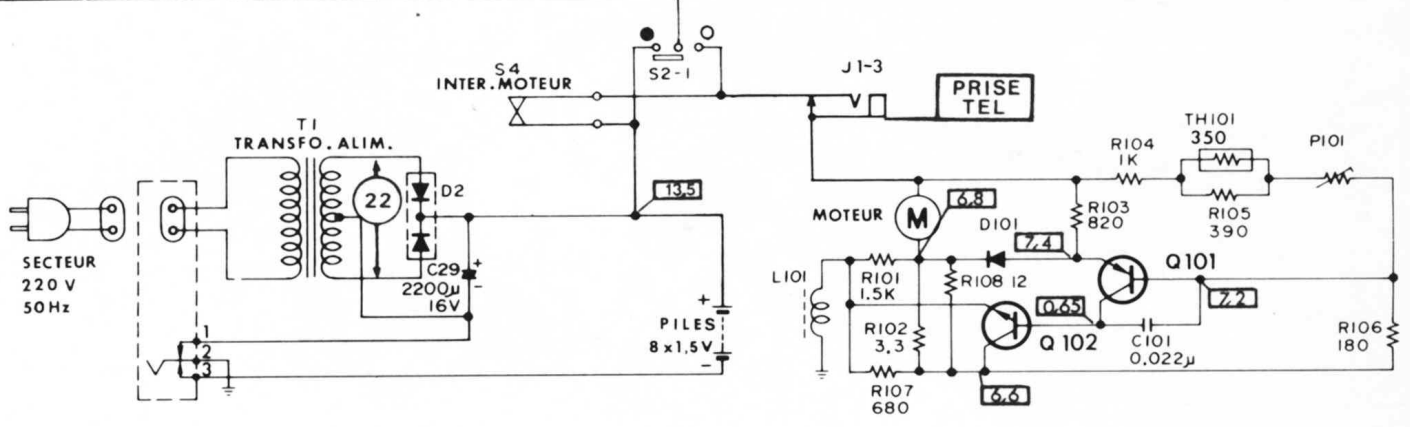 S2-1
S4
INTER. MOTEUR
J1-3
PRISE
TEL
T1
TRANSFO. ALIM.
22
D2
13,5
SECTEUR
220 V
50Hz
C29
2200µ
16V
+
-
1
2
3
+
PILES
8 x 1,5V
-
MOTEUR
M
6,8
R104
1K
TH101
350
R105
390
P101
R103
820
D101
7,4
Q101
7,2
L101
R101
1.5K
R108 12
0,65
Q102
C101
0,022µ
R102
3,3
R107
680
6,6
R106
180